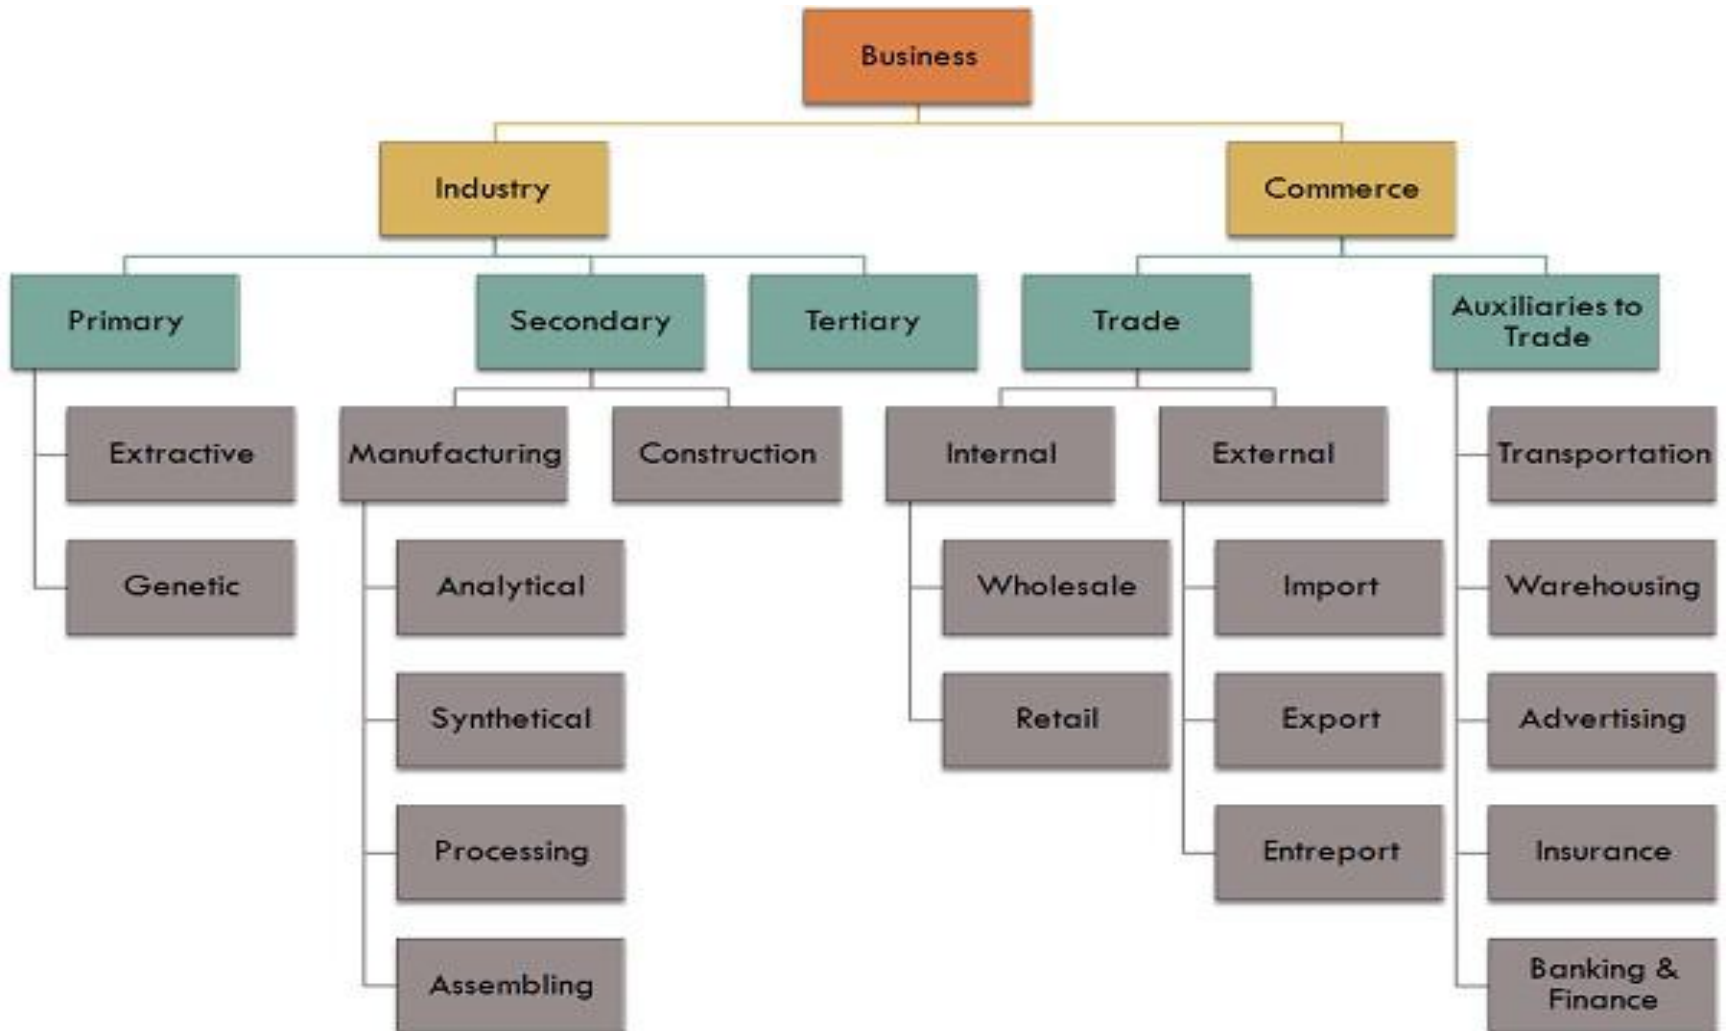 Business
Industry
Commerce
Primary
Secondary
Tertiary
Trade
Auxiliaries to
Trade
Extractive
Manufacturing
Construction
Internal
External
Transportation
Genetic
Analytical
Wholesale
Import
Warehousing
Synthetical
Retail
Export
Advertising
Processing
Entreport
Insurance
Assembling
Banking &
Finance